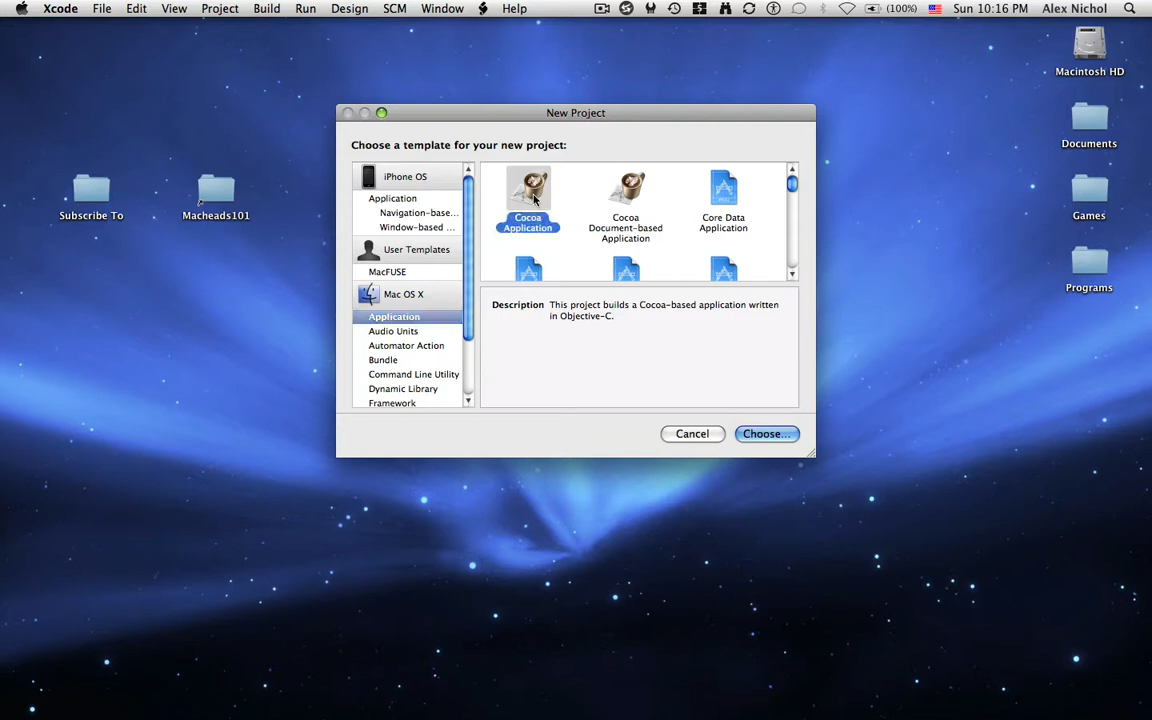 Xcode File Edit View Project Build Run Design SCM Window Help (100%) Sun 10:16 PM Alex Nichol
Macintosh HD
Documents
Subscribe To
Macheads101
Games
Programs
New Project
Choose a template for your new project:
iPhone OS
Application
Navigation-base...
Window-based ...
User Templates
MacFUSE
Mac OS X
Application
Audio Units
Automator Action
Bundle
Command Line Utility
Dynamic Library
Framework
Cocoa
Application
Cocoa
Document-based
Application
Core Data
Application
Description This project builds a Cocoa-based application written
in Objective-C.
Cancel
Choose...